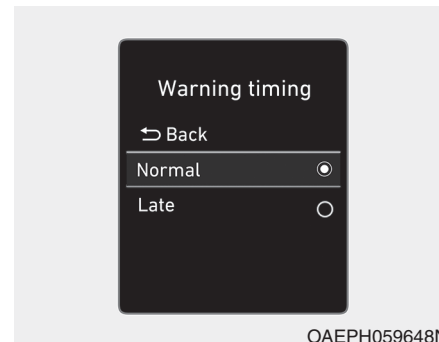 Warning timing
Back
Normal
Late
OAEPH059648N